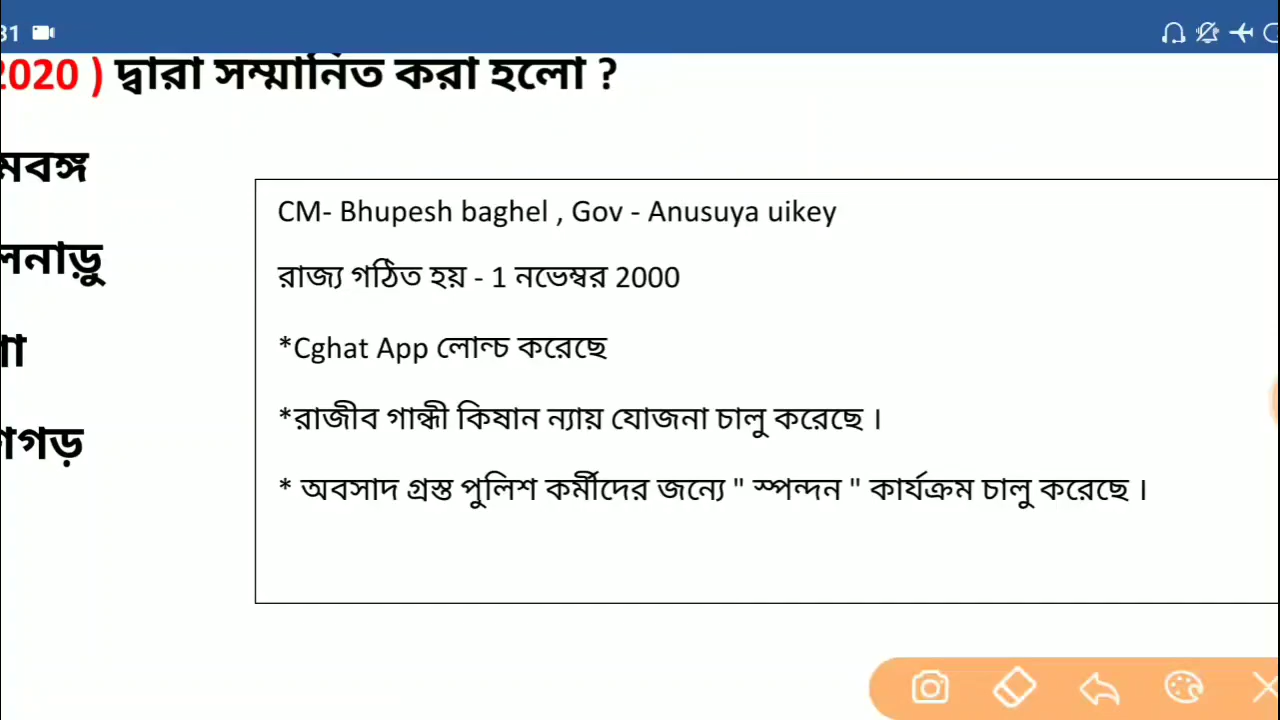 31
2020 ) দ্বারা সম্মানিত করা হলো ?
মবঙ্গ
লনাড়ু
গড়
CM- Bhupesh baghel , Gov - Anusuya uikey
রাজ্য গঠিত হয় - 1 নভেম্বর 2000
*Cghat App লোন্চ করেছে
*রাজীব গান্ধী কিষান ন্যায় যোজনা চালু করেছে ।
* অবসাদ গ্রস্ত পুলিশ কর্মীদের জন্যে " স্পন্দন " কার্যক্রম চালু করেছে ।